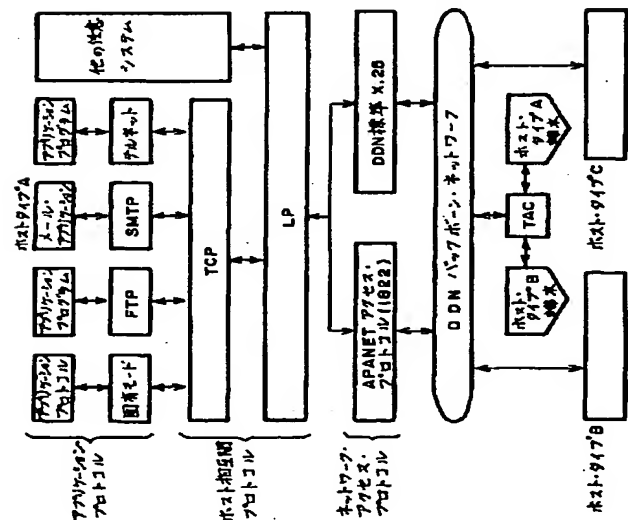 ホストタイプA
アプリケーション
プロトコル
アプリケーション
プロトコル
アプリケーション
プログラム
メール・
アプリケーション
アプリケーション
プログラム
他の伝充
システム
固有モード
FTP
SMTP
テルネット
ホスト相互間
プロトコル
TCP
LP
ネットワーク・
アクセス・
プロトコル
APANET アクセス・
プロトコル(1822)
DDN標準 X.25
DDN バックボーン・ネットワーク
ホスト・
タイプB
端末
TAC
ホスト・
タイプA
端末
ホスト・タイプB
ホスト・タイプC